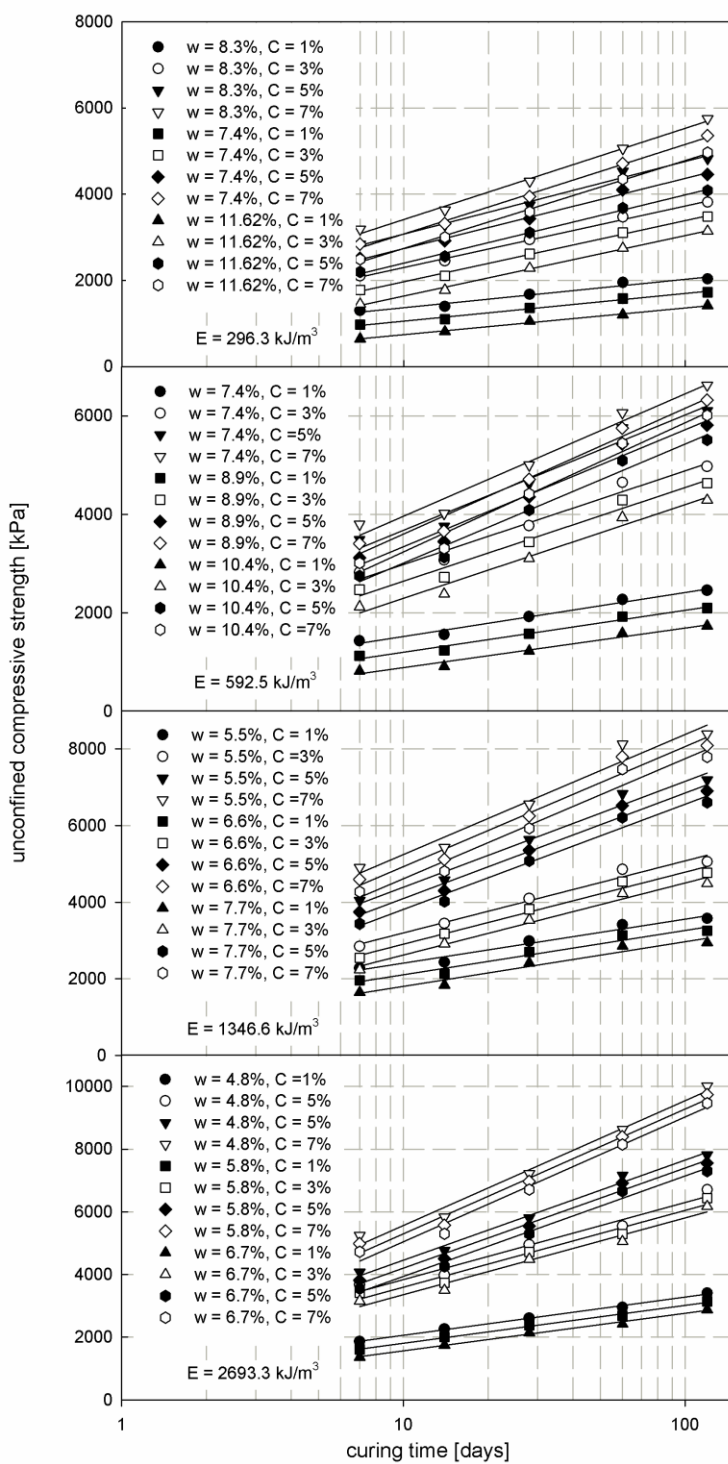 unconfined compressive strength [kPa]
8000
6000
4000
2000
0
w = 8.3%, C = 1%
w = 8.3%, C = 3%
w = 8.3%, C = 5%
w = 8.3%, C = 7%
w = 7.4%, C = 1%
w = 7.4%, C = 3%
w = 7.4%, C = 5%
w = 7.4%, C = 7%
w = 11.62%, C = 1%
w = 11.62%, C = 3%
w = 11.62%, C = 5%
w = 11.62%, C = 7%
E = 296.3 kJ/m³
6000
4000
2000
0
w = 7.4%, C = 1%
w = 7.4%, C = 3%
w = 7.4%, C =5%
w = 7.4%, C = 7%
w = 8.9%, C = 1%
w = 8.9%, C = 3%
w = 8.9%, C = 5%
w = 8.9%, C = 7%
w = 10.4%, C = 1%
w = 10.4%, C = 3%
w = 10.4%, C = 5%
w = 10.4%, C =7%
E = 592.5 kJ/m³
8000
6000
4000
2000
0
w = 5.5%, C = 1%
w = 5.5%, C =3%
w = 5.5%, C = 5%
w = 5.5%, C =7%
w = 6.6%, C = 1%
w = 6.6%, C = 3%
w = 6.6%, C = 5%
w = 6.6%, C =7%
w = 7.7%, C = 1%
w = 7.7%, C = 3%
w = 7.7%, C = 5%
w = 7.7%, C = 7%
E = 1346.6 kJ/m³
10000
8000
6000
4000
2000
0
w = 4.8%, C =1%
w = 4.8%, C = 5%
w = 4.8%, C = 5%
w = 4.8%, C = 7%
w = 5.8%, C = 1%
w = 5.8%, C = 3%
w = 5.8%, C = 5%
w = 5.8%, C = 7%
w = 6.7%, C = 1%
w = 6.7%, C = 3%
w = 6.7%, C = 5%
w = 6.7%, C = 7%
E = 2693.3 kJ/m³
1 10 100
curing time [days]